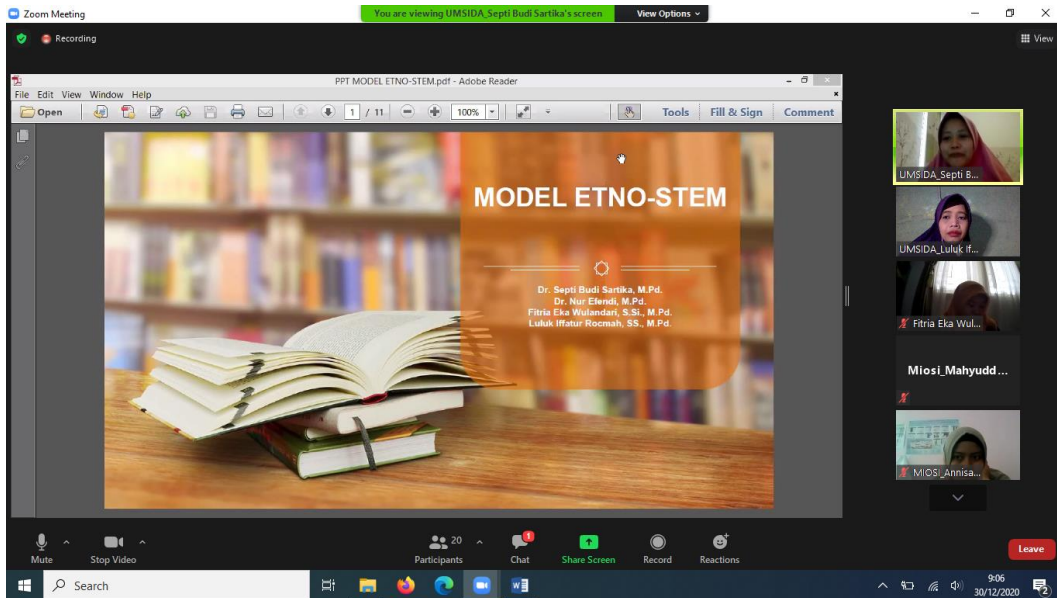 Zoom Meeting
You are viewing UMSIDA_Septi Budi Sartika's screen
View Options
Recording
View
PPT MODEL ETNO-STEM.pdf - Adobe Reader
File Edit View Window Help
Open
1 / 11
100%
Tools
Fill & Sign
Comment
MODEL ETNO-STEM
Dr. Septi Budi Sartika, M.Pd.
Dr. Nur Efendi, M.Pd.
Fitria Eka Wulandari, S.Si., M.Pd.
Luluk Iffatur Rocmah, SS., M.Pd.
UMSIDA_Septi B...
UMSIDA_Luluk If...
Fitria Eka Wul...
Miosi_Mahyudd...
MIOSI_Annisa...
Mute
Stop Video
20
Participants
1
Chat
Share Screen
Record
Reactions
Leave
Search
9:06
30/12/2020
2